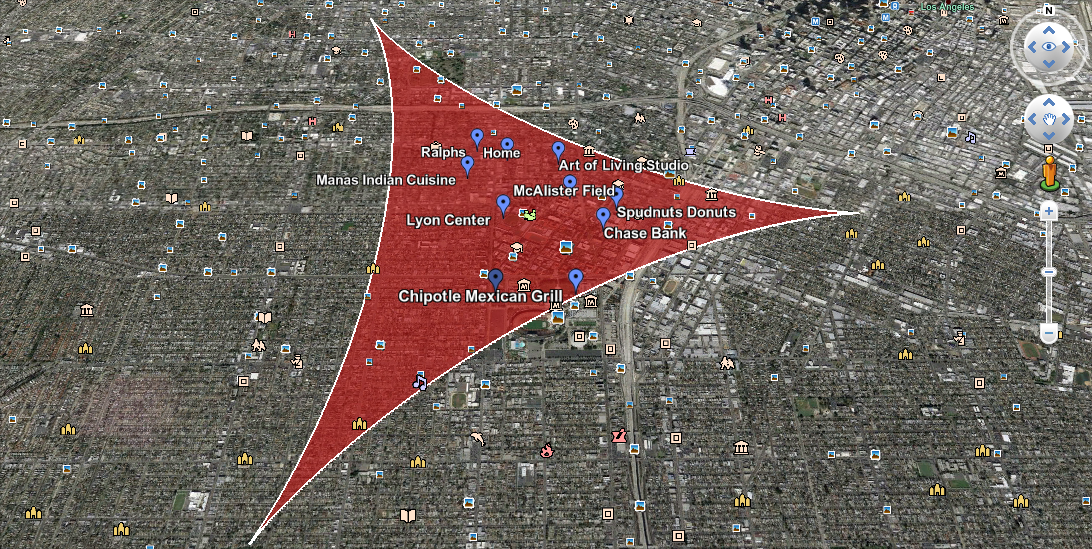 Los Angeles
N
Ralphs
Home
Art of Living Studio
Manas Indian Cuisine
McAlister Field
Lyon Center
Spudnuts Donuts
Chase Bank
Chipotle Mexican Grill